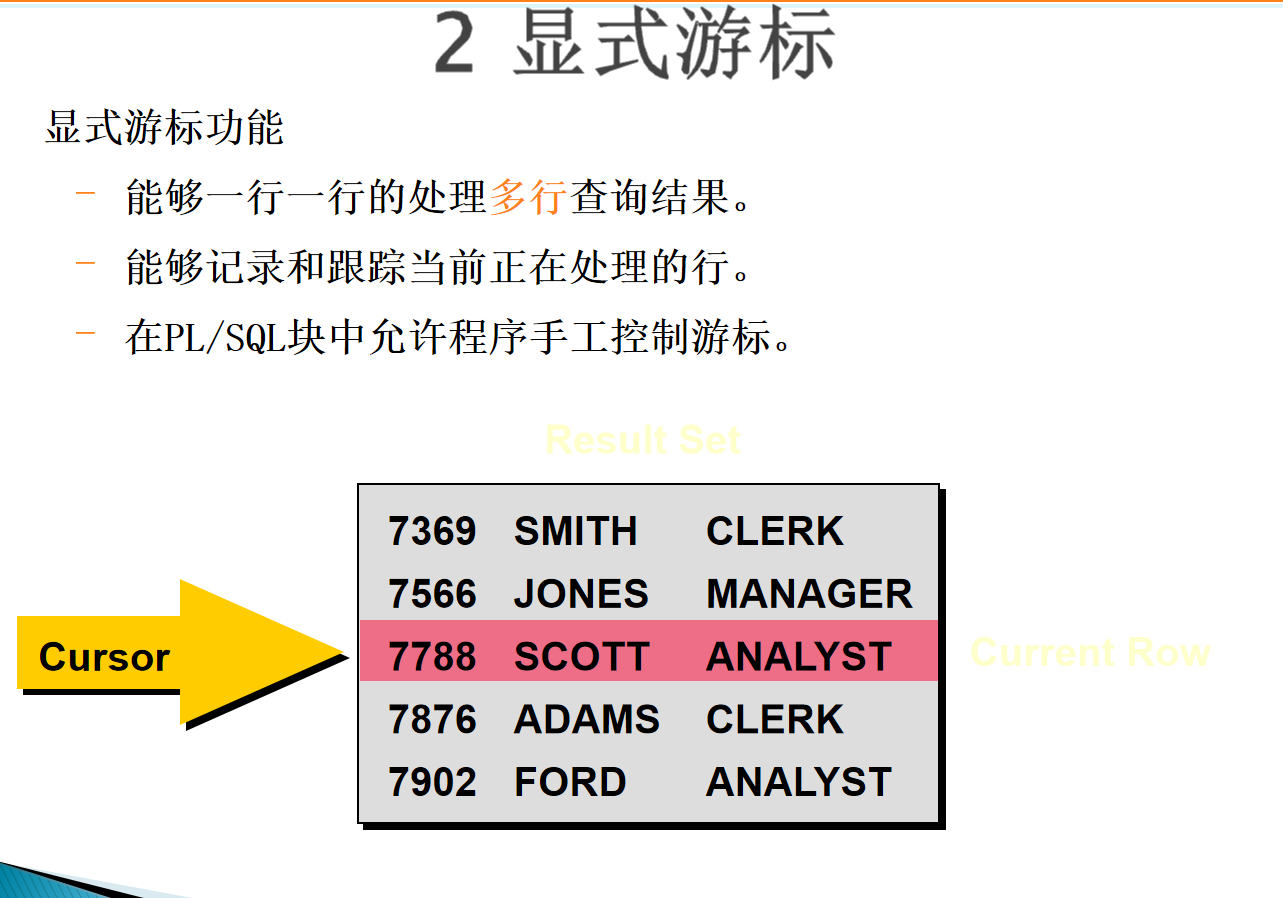 2 显式游标
显式游标功能
– 能够一行一行的处理多行查询结果。
– 能够记录和跟踪当前正在处理的行。
– 在PL/SQL块中允许程序手工控制游标。
Result Set
7369 SMITH CLERK
7566 JONES MANAGER
Cursor
7788 SCOTT ANALYST
Current Row
7876 ADAMS CLERK
7902 FORD ANALYST